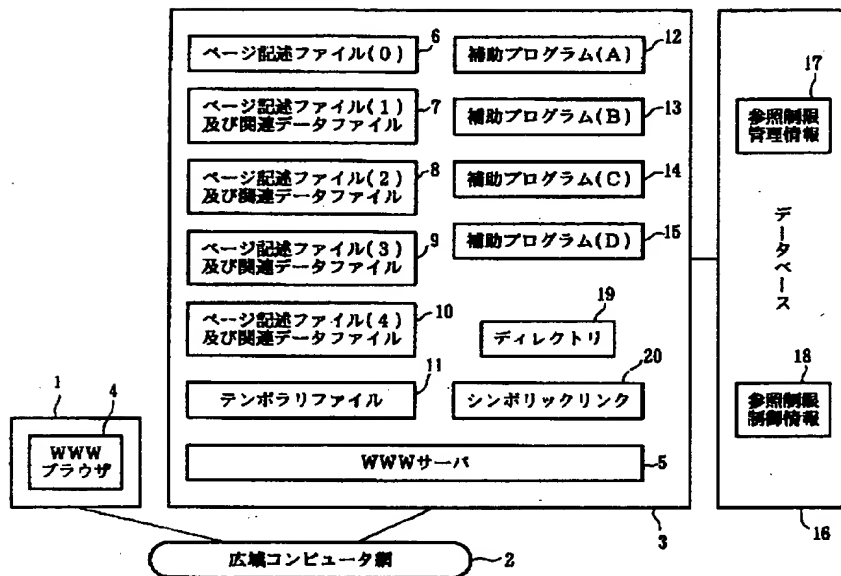 6
ページ記述ファイル(0)
12
補助プログラム(A)
17
ページ記述ファイル(1)
及び関連データファイル
7
補助プログラム(B)
13
参照制限
管理情報
ページ記述ファイル(2)
及び関連データファイル
8
補助プログラム(C)
14
ページ記述ファイル(3)
及び関連データファイル
9
補助プログラム(D)
15
データベース
ページ記述ファイル(4)
及び関連データファイル
10
19
ディレクトリ
11
テンポラリファイル
20
シンボリックリンク
18
参照制限
制御情報
1
4
WWW
ブラウザ
WWWサーバ
5
3
16
広域コンピュータ網
2